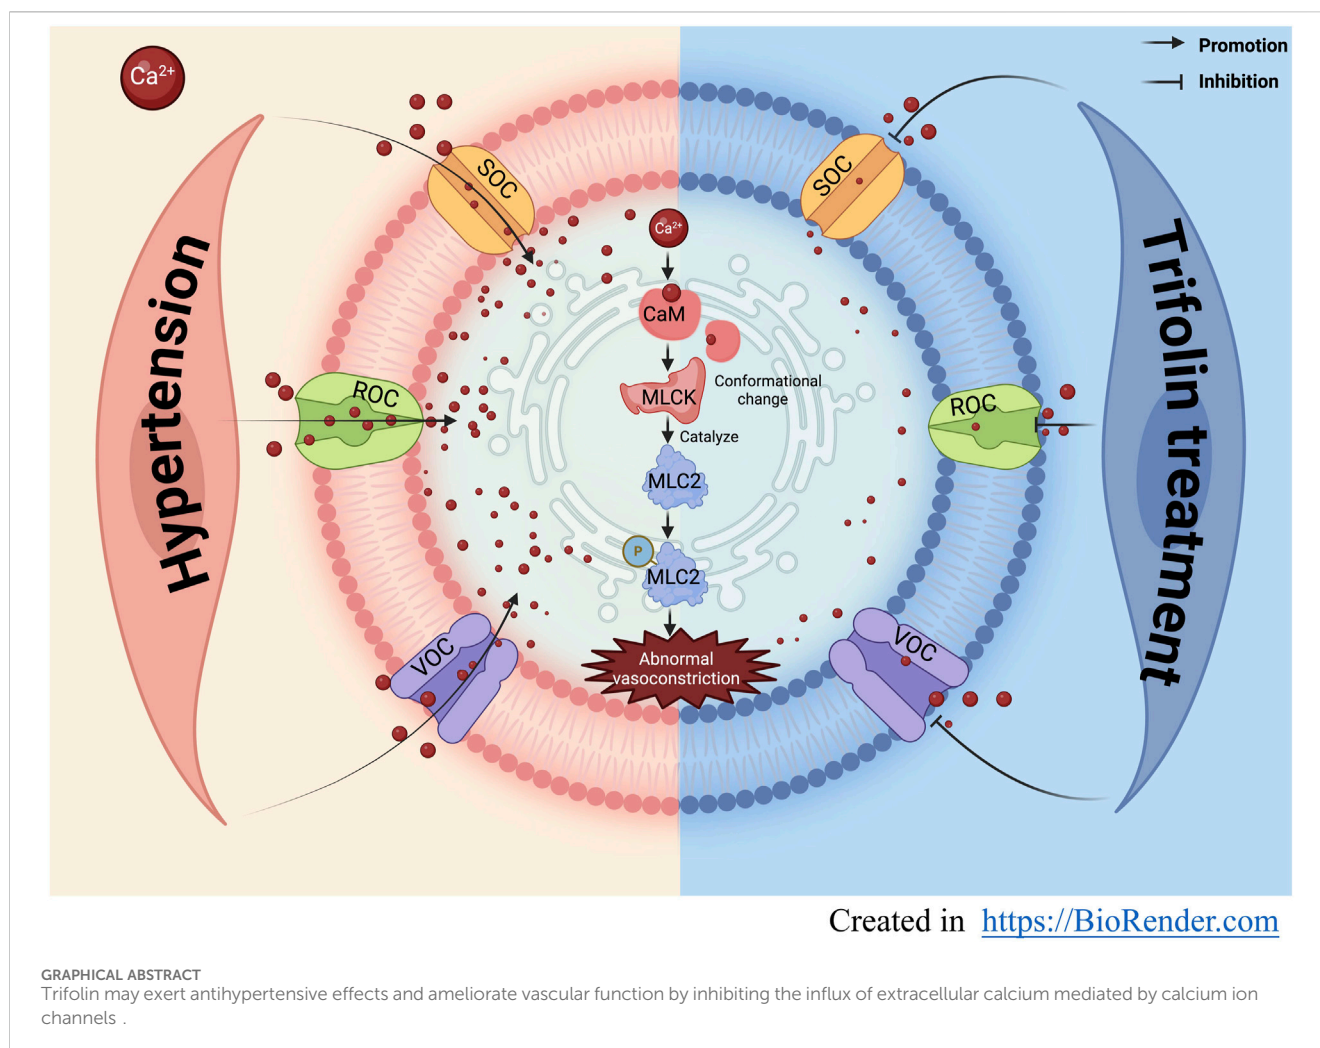 Ca2+
Promotion
Inhibition
SOC
SOC
Ca2+
Hypertension
Trifolin treatment
CaM
Conformational
change
ROC
MLCK
ROC
Catalyze
MLC2
P
MLC2
VOC
VOC
Abnormal
vasoconstriction
Created in https://BioRender.com
GRAPHICAL ABSTRACT
Trifolin may exert antihypertensive effects and ameliorate vascular function by inhibiting the influx of extracellular calcium mediated by calcium ion
channels .